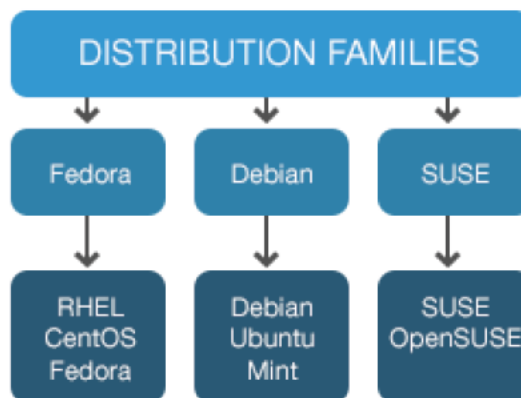 DISTRIBUTION FAMILIES
Fedora
Debian
SUSE
RHEL
CentOS
Fedora
Debian
Ubuntu
Mint
SUSE
OpenSUSE